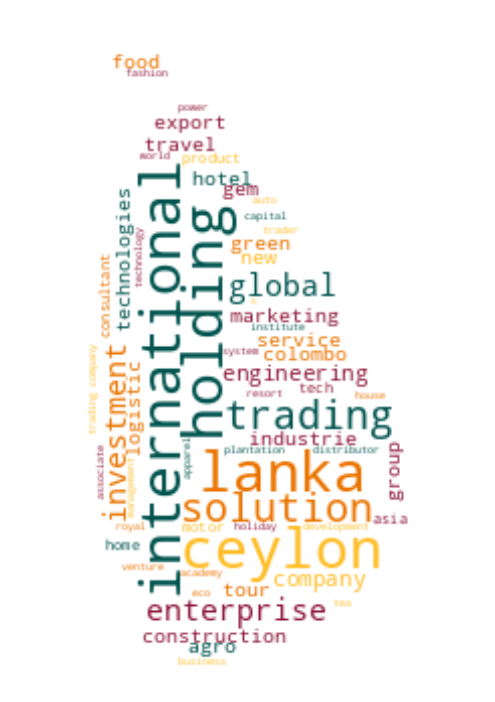 food
fashion
power
export
travel
world
product
hotel
gem
auto
capital
trader
green
new
technologies
technology
international
holding
global
consultant
marketing
institute
service
system
colombo
engineering
tech
resort
house
trading company
investment
logistic
trading
industrie
plantation
distributor
apparel
associate
management
group
lanka
solution
asia
royal
motor
holiday
development
home
ceylon
venture
academy
company
eco
tour
tea
enterprise
construction
agro
business